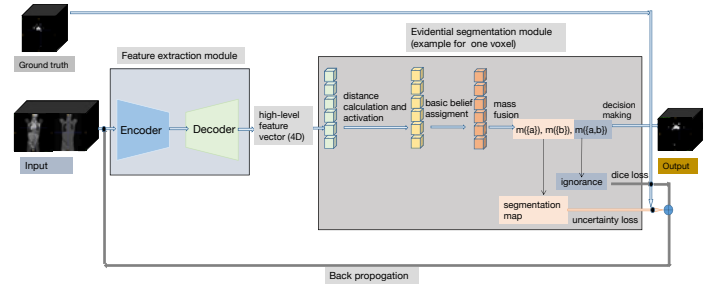 Evidential segmentation module
(example for one voxel)
Feature extraction module
Ground truth
distance
calculation and
activation
basic belief
assigment
mass
fusion
decision
making
high-level
feature
vector (4D)
Encoder
Decoder
m({a}), m({b}), m({a,b})
Input
Output
ignorance
dice loss
segmentation
map
uncertainty loss
Back propogation